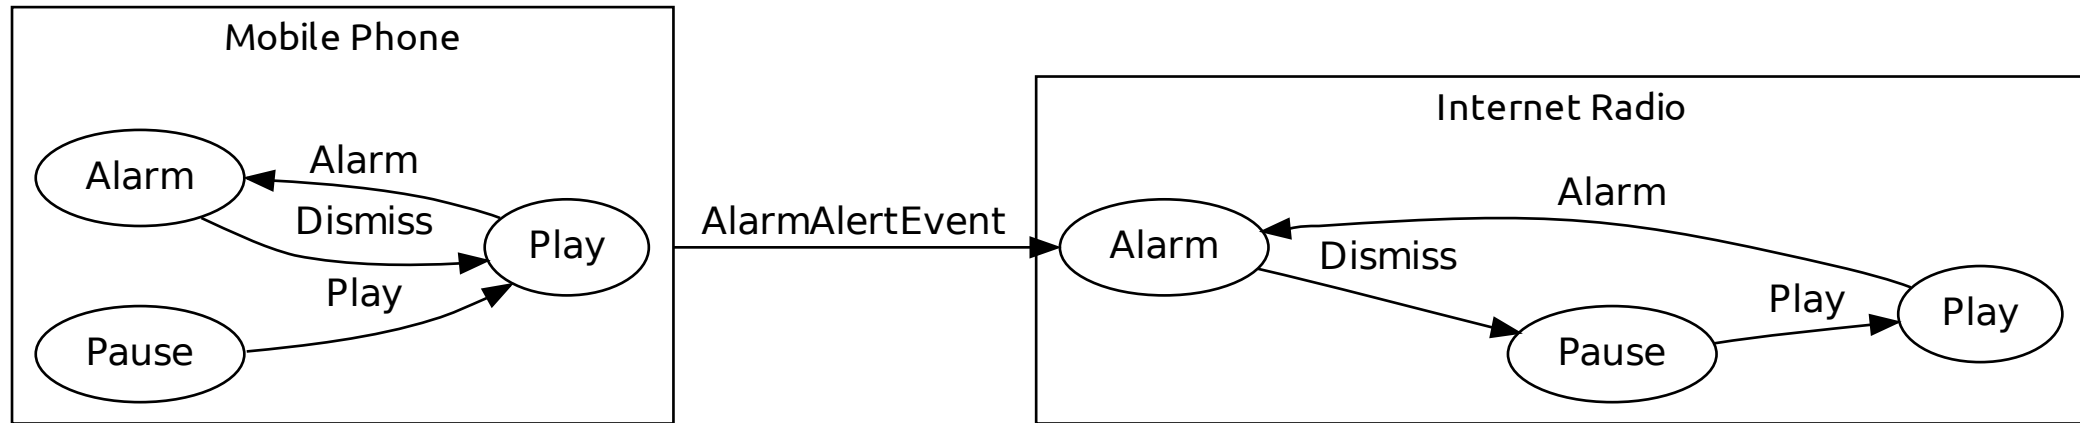 Mobile Phone
Alarm
Alarm
Dismiss
Play
Play
Pause
AlarmAlertEvent
Internet Radio
Alarm
Alarm
Dismiss
Play
Play
Pause